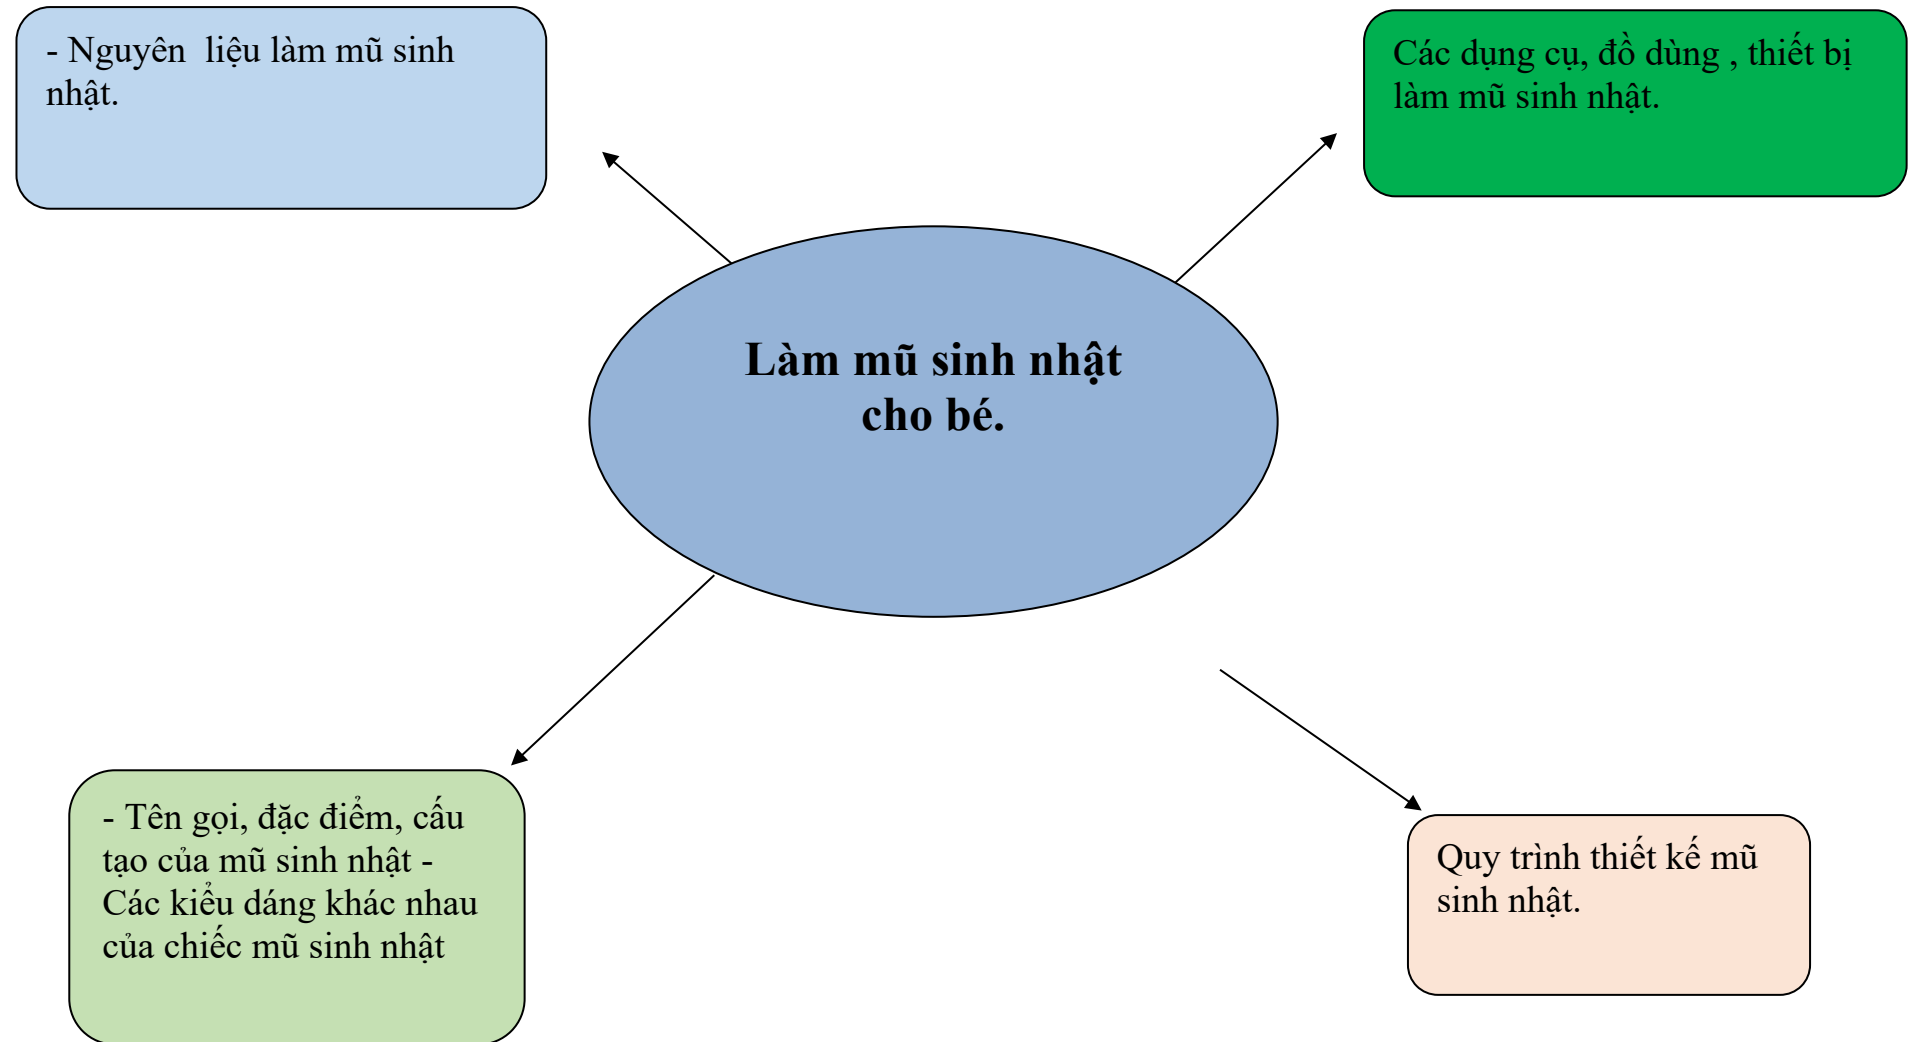 - Nguyên  liệu làm mũ sinh
nhật.
Các dụng cụ, đồ dùng , thiết bị
làm mũ sinh nhật.
Làm mũ sinh nhật
cho bé.
- Tên gọi, đặc điểm, cấu
tạo của mũ sinh nhật -
Các kiểu dáng khác nhau
của chiếc mũ sinh nhật
Quy trình thiết kế mũ
sinh nhật.